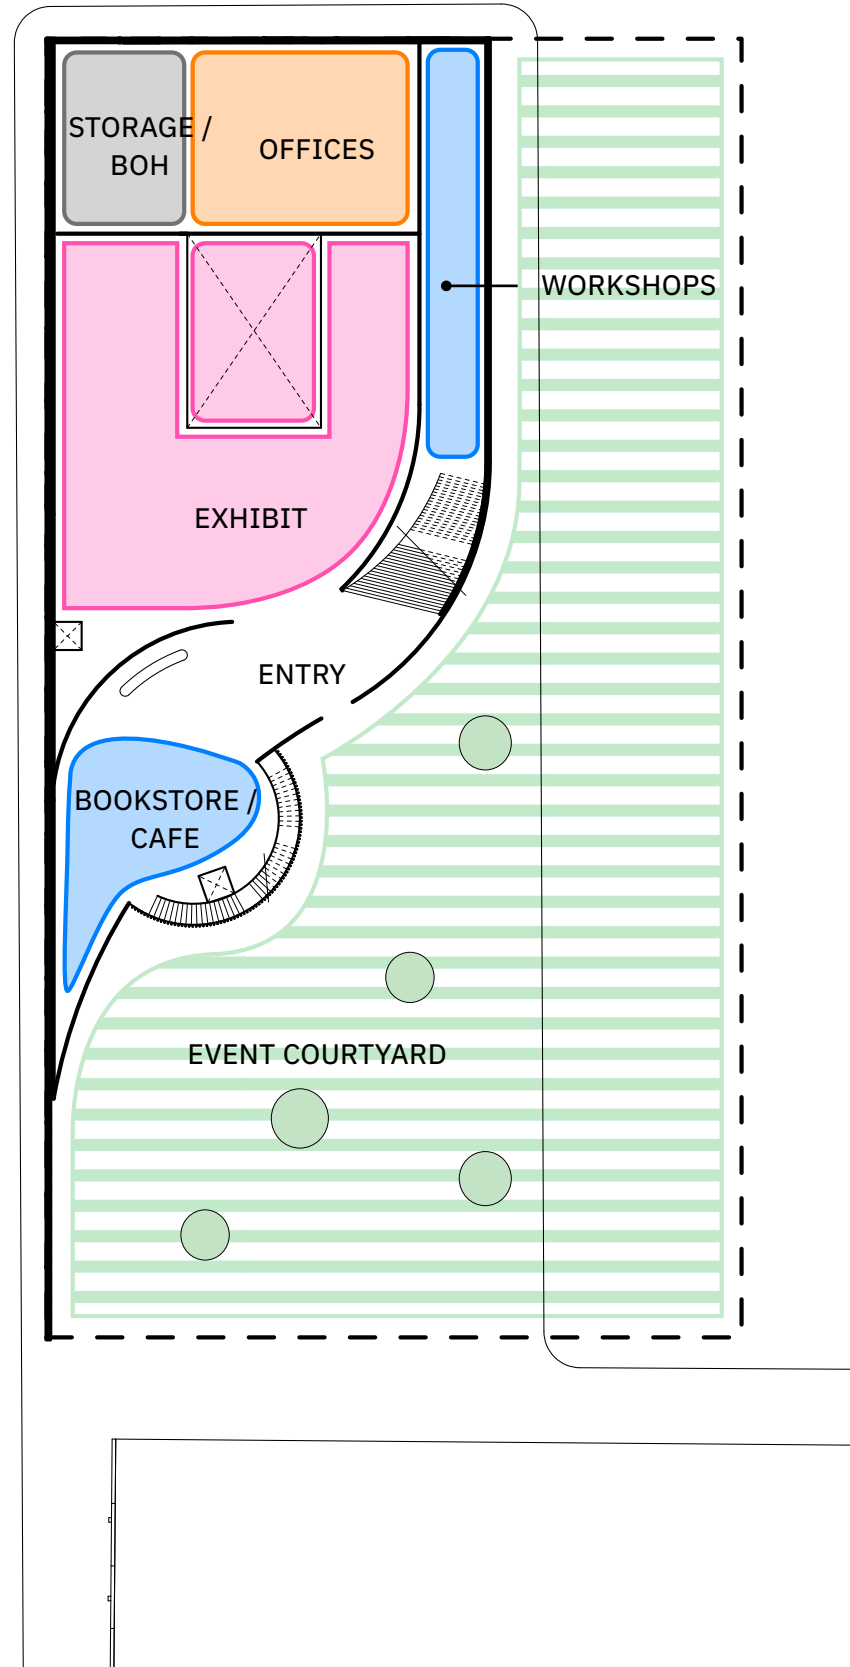 STORAGE /
BOH
OFFICES
WORKSHOPS
EXHIBIT
ENTRY
BOOKSTORE /
CAFE
EVENT COURTYARD